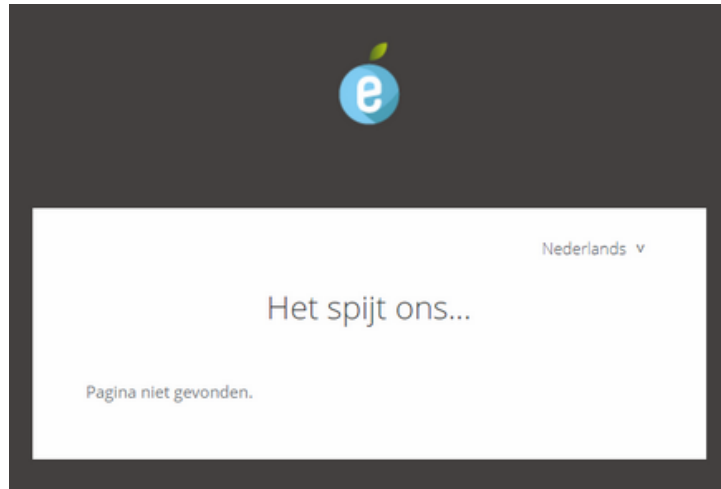 e
Nederlands v
Het spijt ons...
Pagina niet gevonden.